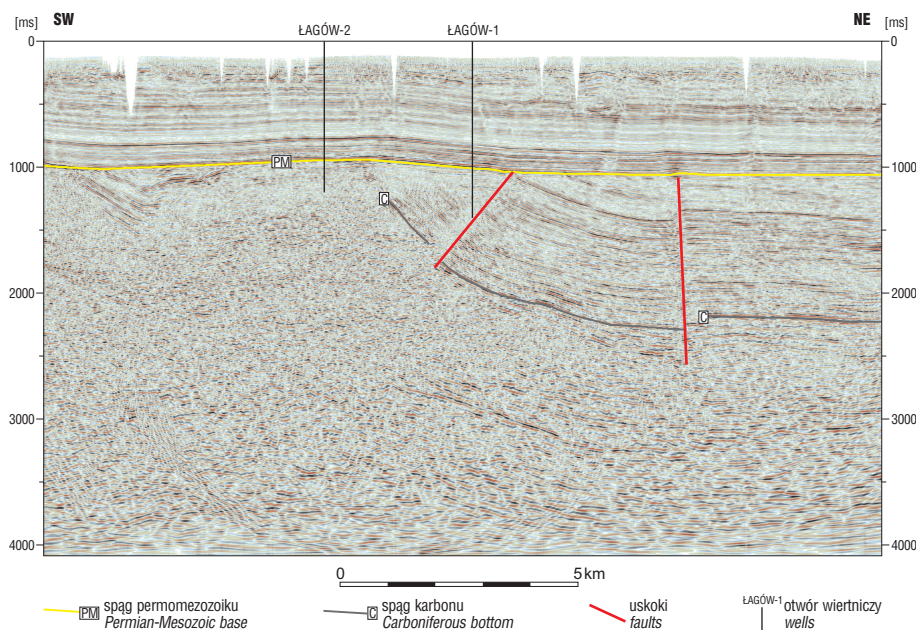 [ms] SW ŁAGÓW-2 ŁAGÓW-1 NE [ms]
0 0
PM
1000 1000
C
2000 C 2000
3000 3000
4000 4000
0 5 km
PM spąg permomezozoiku C spąg karbonu uskoki ŁAGÓW-1 otwór wiertniczy
Permian-Mesozoic base Carboniferous bottom faults wells